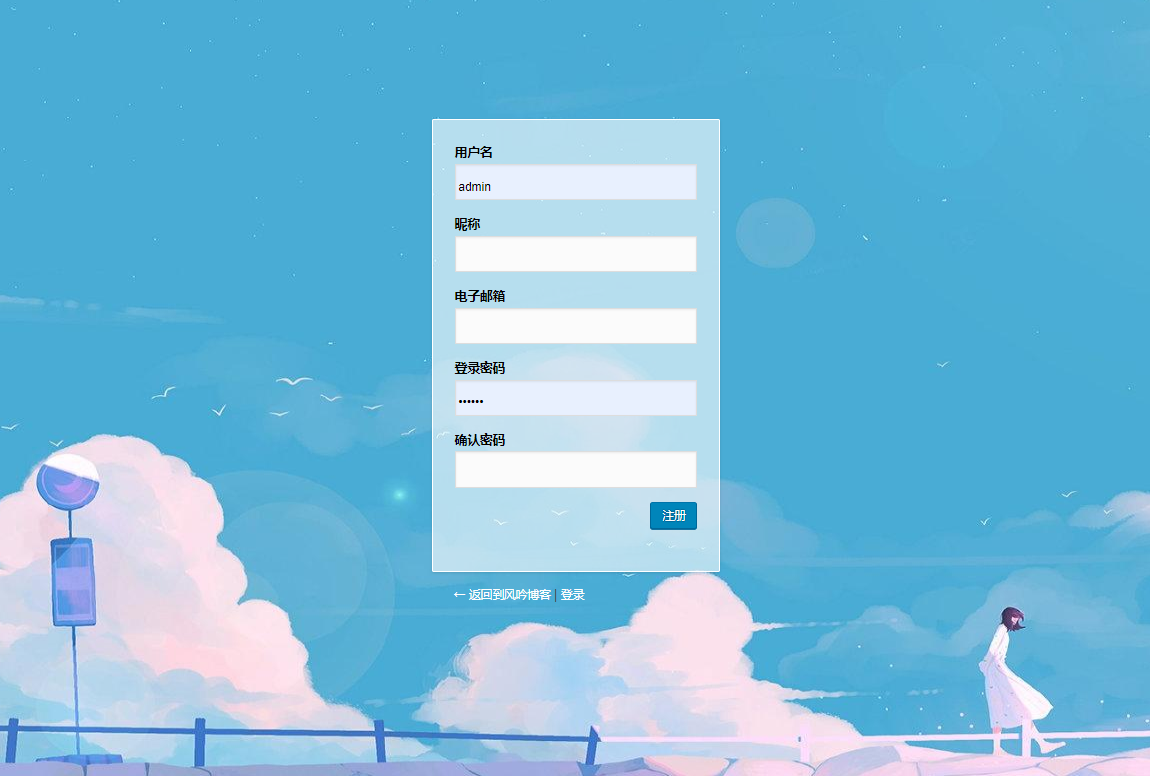 用户名
admin
昵称
电子邮箱
登录密码
••••••
确认密码
注册
← 返回到风吟博客 | 登录